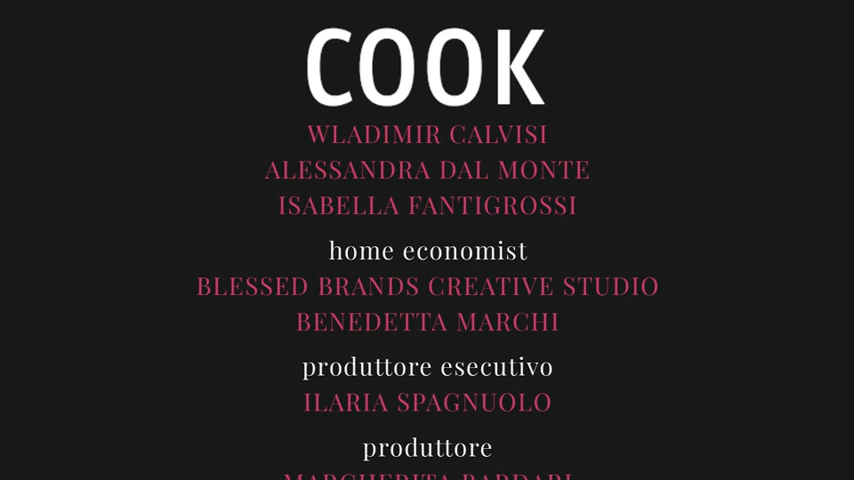 COOK
WLADIMIR CALVISI
ALESSANDRA DAL MONTE
ISABELLA FANTIGROSSI
home economist
BLESSED BRANDS CREATIVE STUDIO
BENEDETTA MARCHI
produttore esecutivo
ILARIA SPAGNUOLO
produttore
MARGHERITA